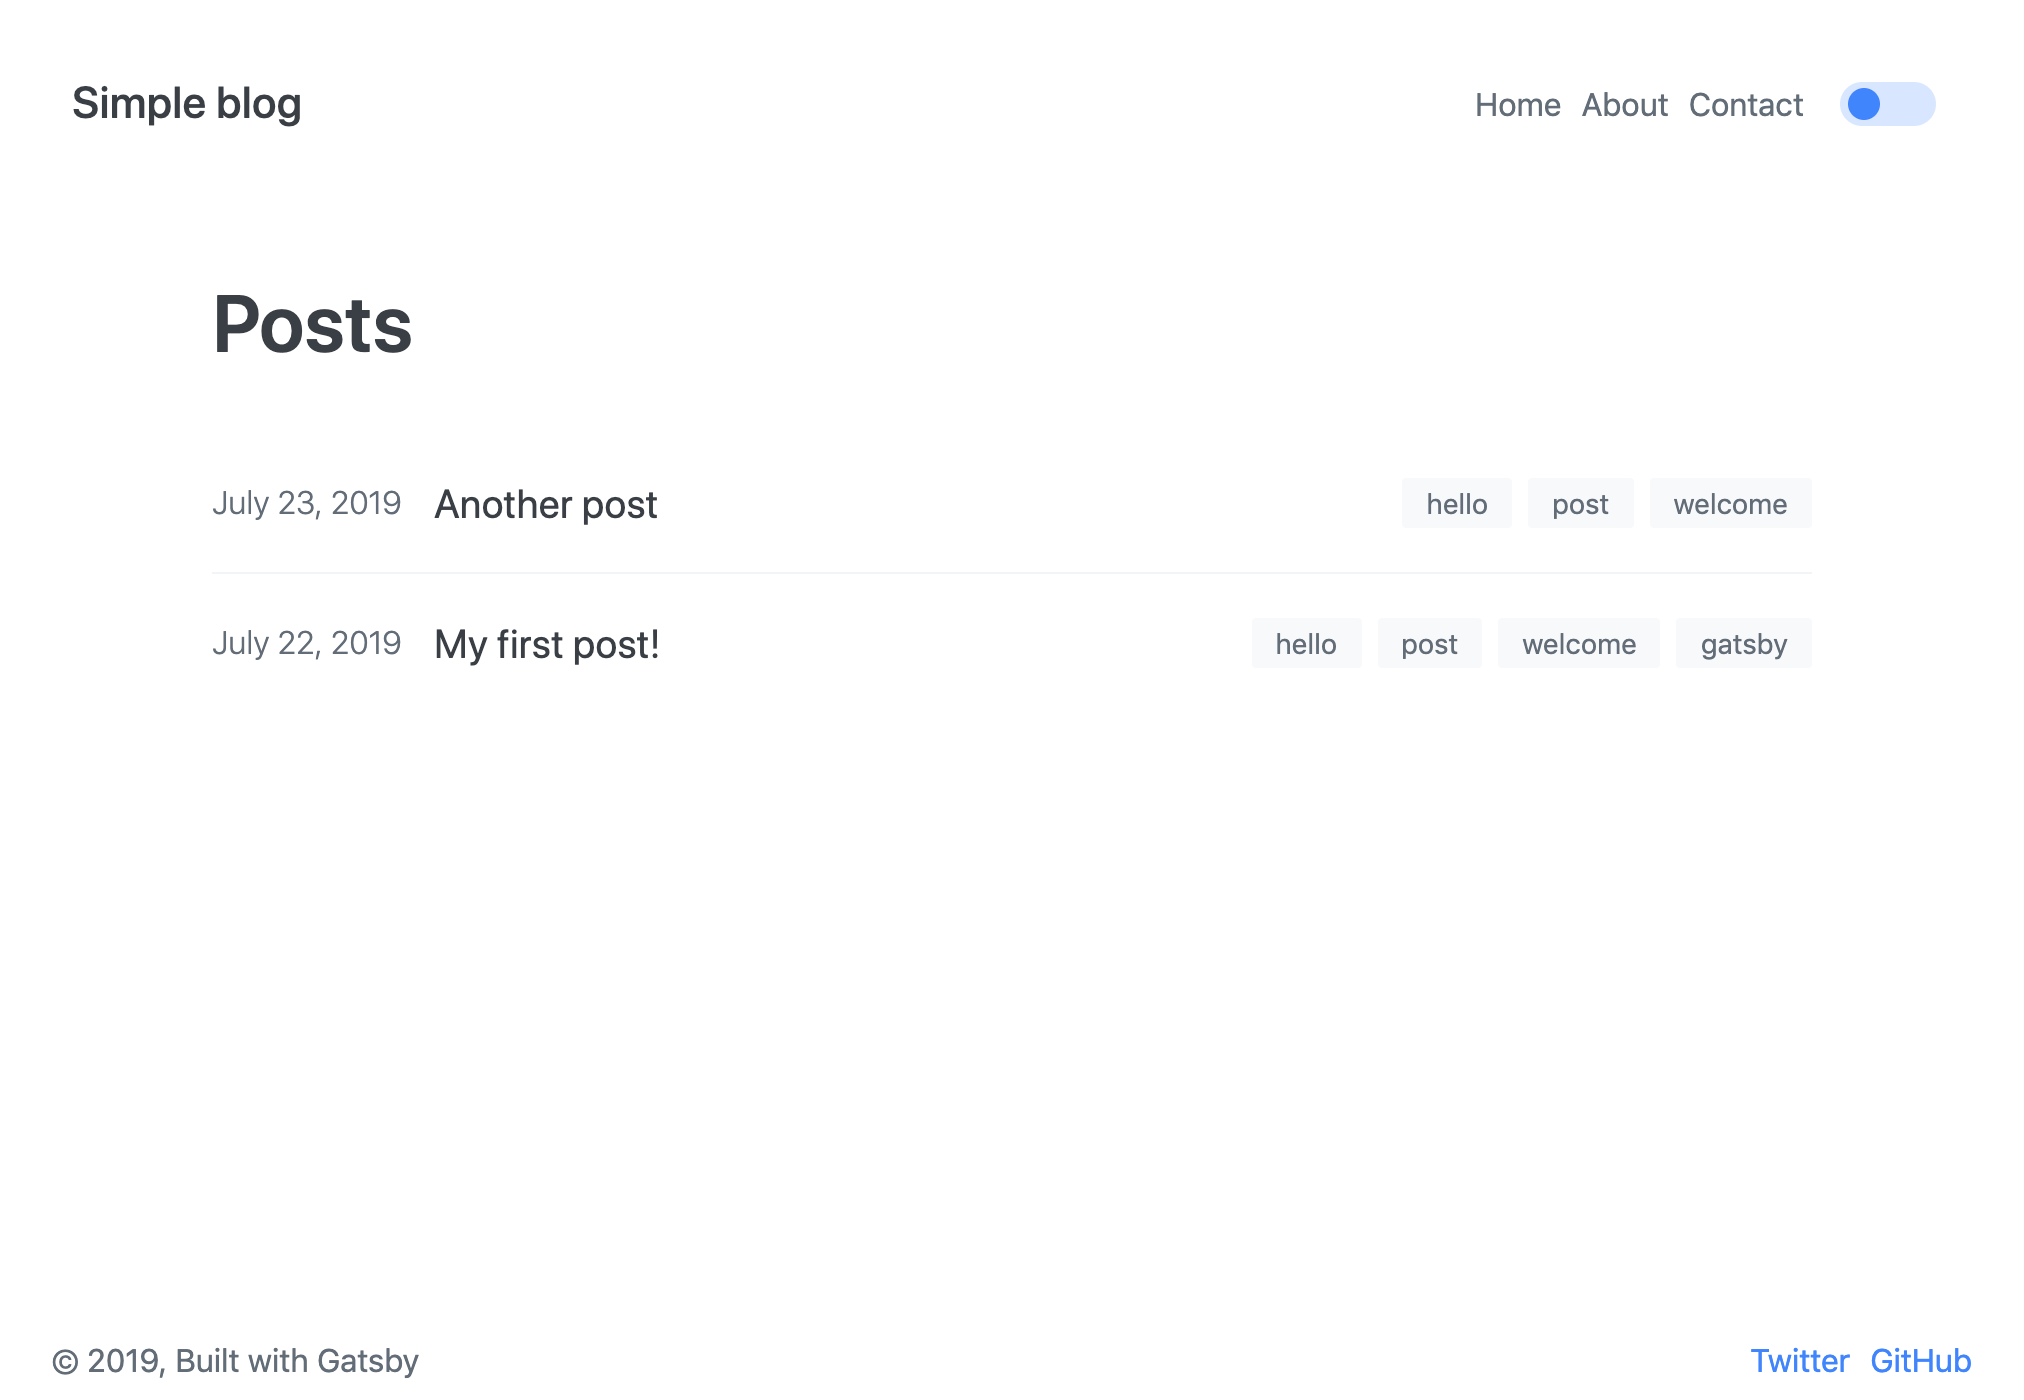 Simple blog Home About Contact
Posts
July 23, 2019 Another post hello post welcome
July 22, 2019 My first post! hello post welcome gatsby
© 2019, Built with Gatsby Twitter GitHub